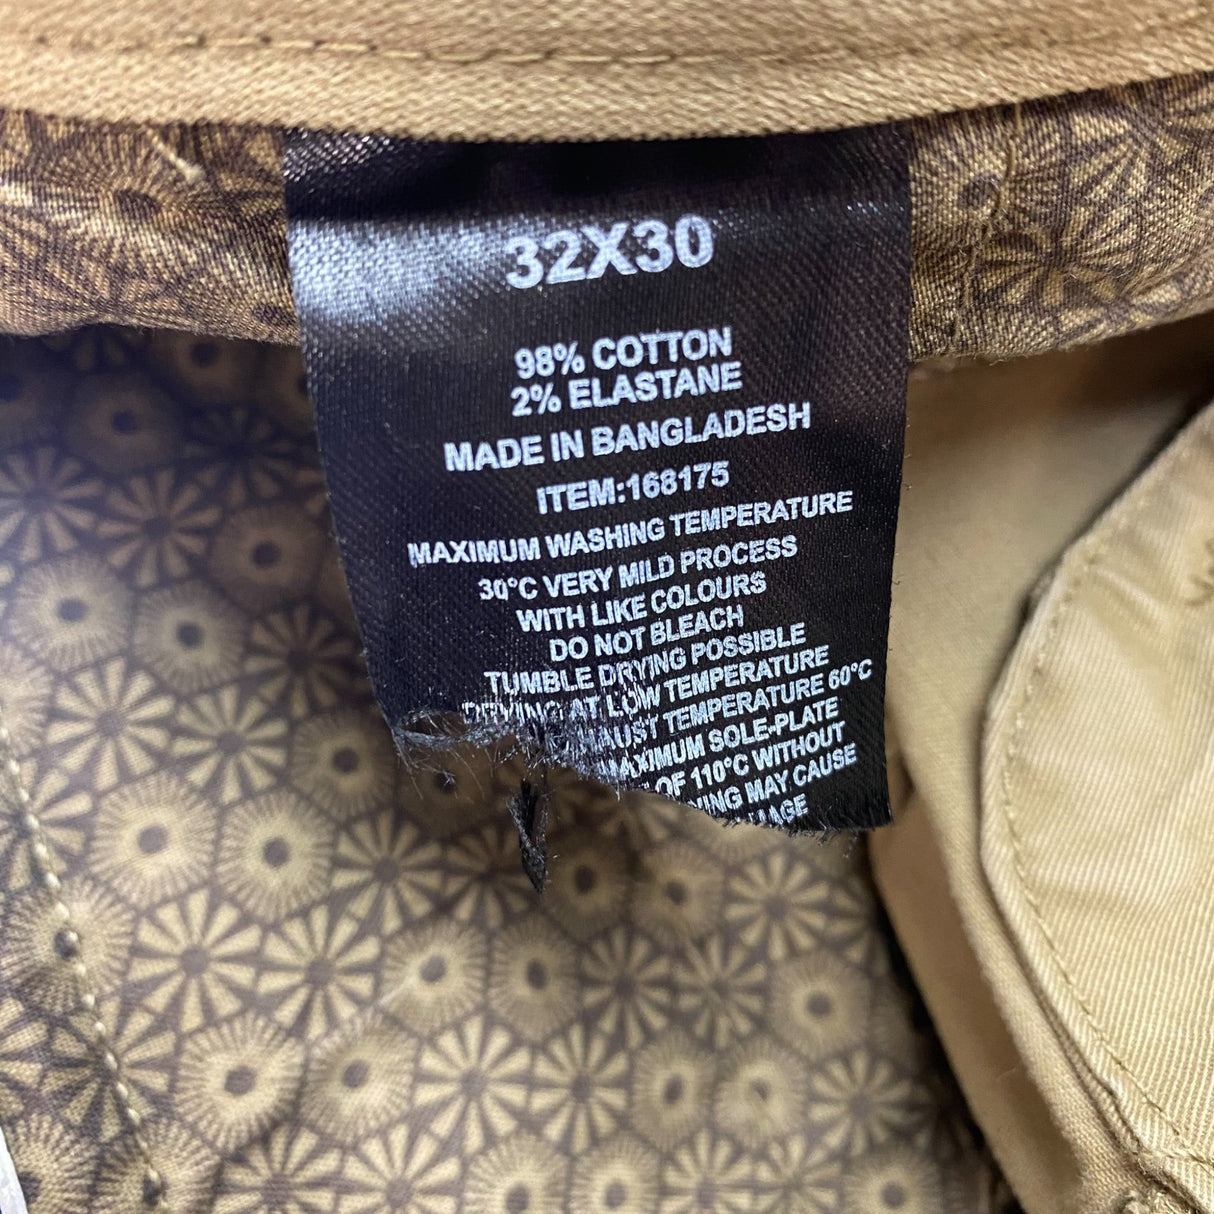 32X30
98% COTTON
2% ELASTANE
MADE IN BANGLADESH
ITEM:168175
MAXIMUM WASHING TEMPERATURE
30°C VERY MILD PROCESS
WITH LIKE COLOURS
DO NOT BLEACH
TUMBLE DRYING POSSIBLE
DRYING AT LOW TEMPERATURE
TEMPERATURE 60°C
MAXIMUM SOLE-PLATE
OF 110°C WITHOUT
MAY CAUSE